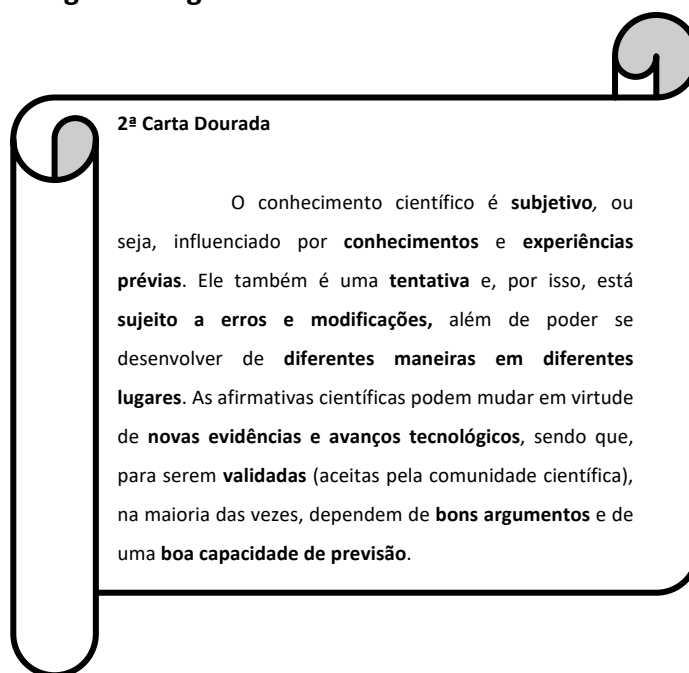 2ª Carta Dourada
O conhecimento científico é subjetivo, ou
seja, influenciado por conhecimentos e experiências
prévias. Ele também é uma tentativa e, por isso, está
sujeito a erros e modificações, além de poder se
desenvolver de diferentes maneiras em diferentes
lugares. As afirmativas científicas podem mudar em virtude
de novas evidências e avanços tecnológicos, sendo que,
para serem validadas (aceitas pela comunidade científica),
na maioria das vezes, dependem de bons argumentos e de
uma boa capacidade de previsão.